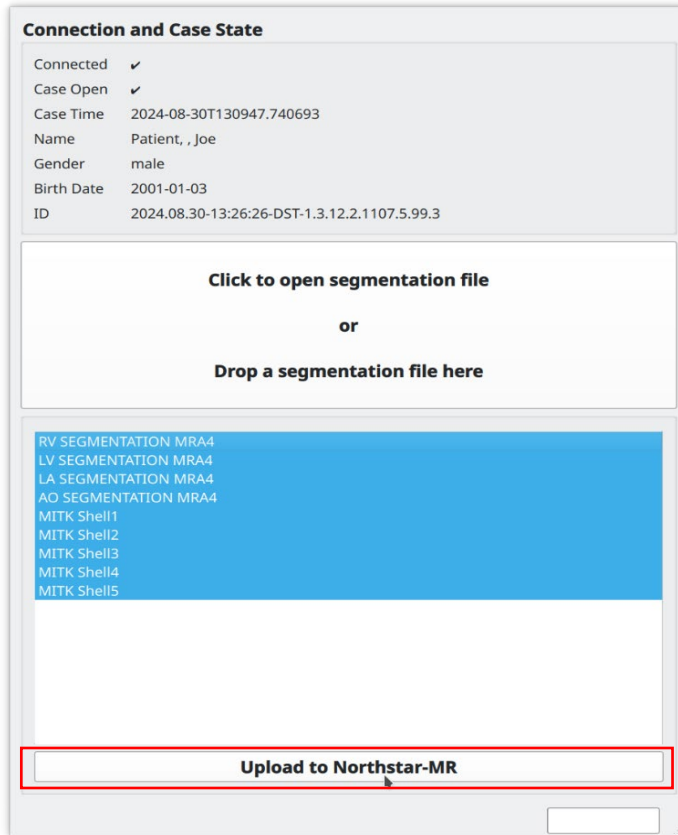 Connection and Case State
Connected ✔
Case Open ✔
Case Time 2024-08-30T130947.740693
Name Patient, , Joe
Gender male
Birth Date 2001-01-03
ID 2024.08.30-13:26:26-DST-1.3.12.2.1107.5.99.3
Click to open segmentation file
or
Drop a segmentation file here
RV SEGMENTATION MRA4
LV SEGMENTATION MRA4
LA SEGMENTATION MRA4
AO SEGMENTATION MRA4
MITK Shell1
MITK Shell2
MITK Shell3
MITK Shell4
MITK Shell5
Upload to Northstar-MR